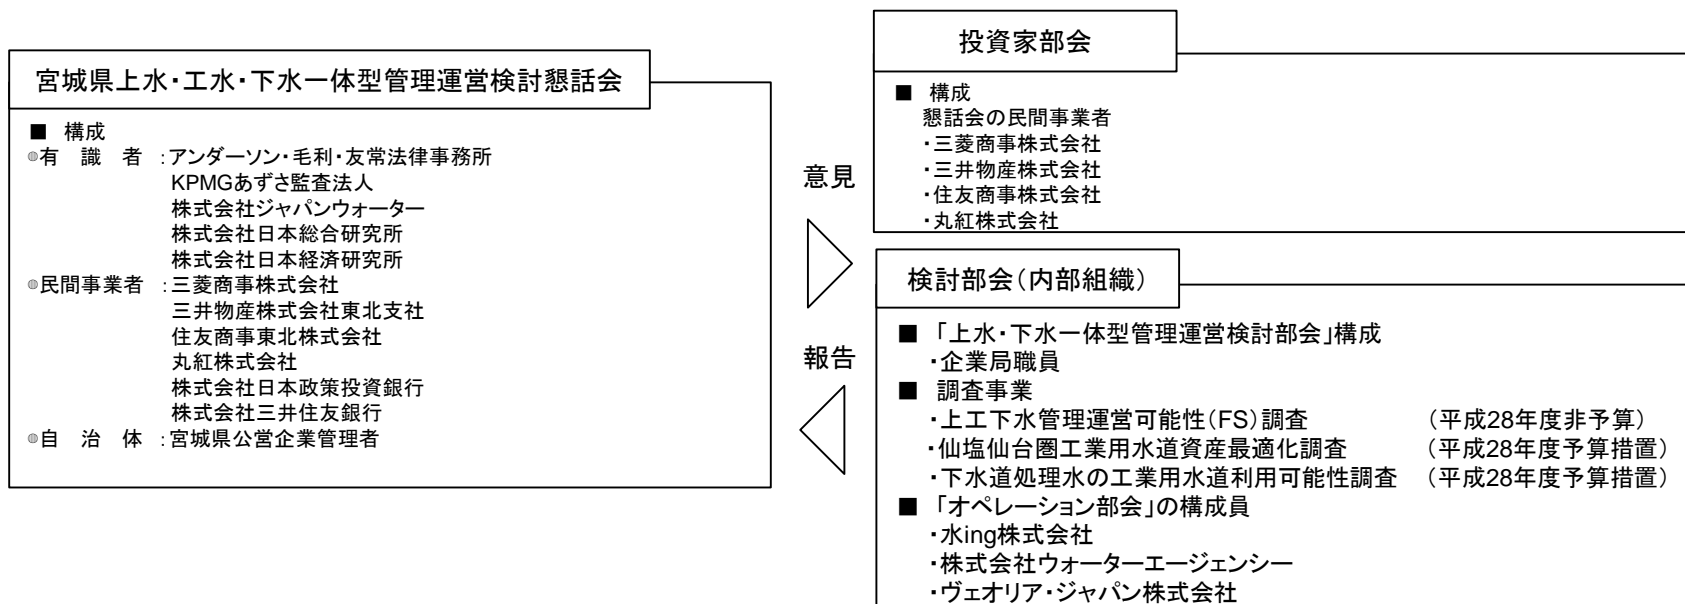 宮城県上水・工水・下水一体型管理運営検討懇話会
■ 構成
◍有 識 者 :アンダーソン・毛利・友常法律事務所
KPMGあずさ監査法人
株式会社ジャパンウォーター
株式会社日本総合研究所
株式会社日本経済研究所
◍民間事業者 :三菱商事株式会社
三井物産株式会社東北支社
住友商事東北株式会社
丸紅株式会社
株式会社日本政策投資銀行
株式会社三井住友銀行
◍自 治 体 :宮城県公営企業管理者
意見
報告
投資家部会
■ 構成
懇話会の民間事業者
・三菱商事株式会社
・三井物産株式会社
・住友商事株式会社
・丸紅株式会社
検討部会(内部組織)
■ 「上水・下水一体型管理運営検討部会」構成
・企業局職員
■ 調査事業
・上工下水管理運営可能性(FS)調査 (平成28年度非予算)
・仙塩仙台圏工業用水道資産最適化調査 (平成28年度予算措置)
・下水道処理水の工業用水道利用可能性調査 (平成28年度予算措置)
■ 「オペレーション部会」の構成員
・水ing株式会社
・株式会社ウォーターエージェンシー
・ヴェオリア・ジャパン株式会社